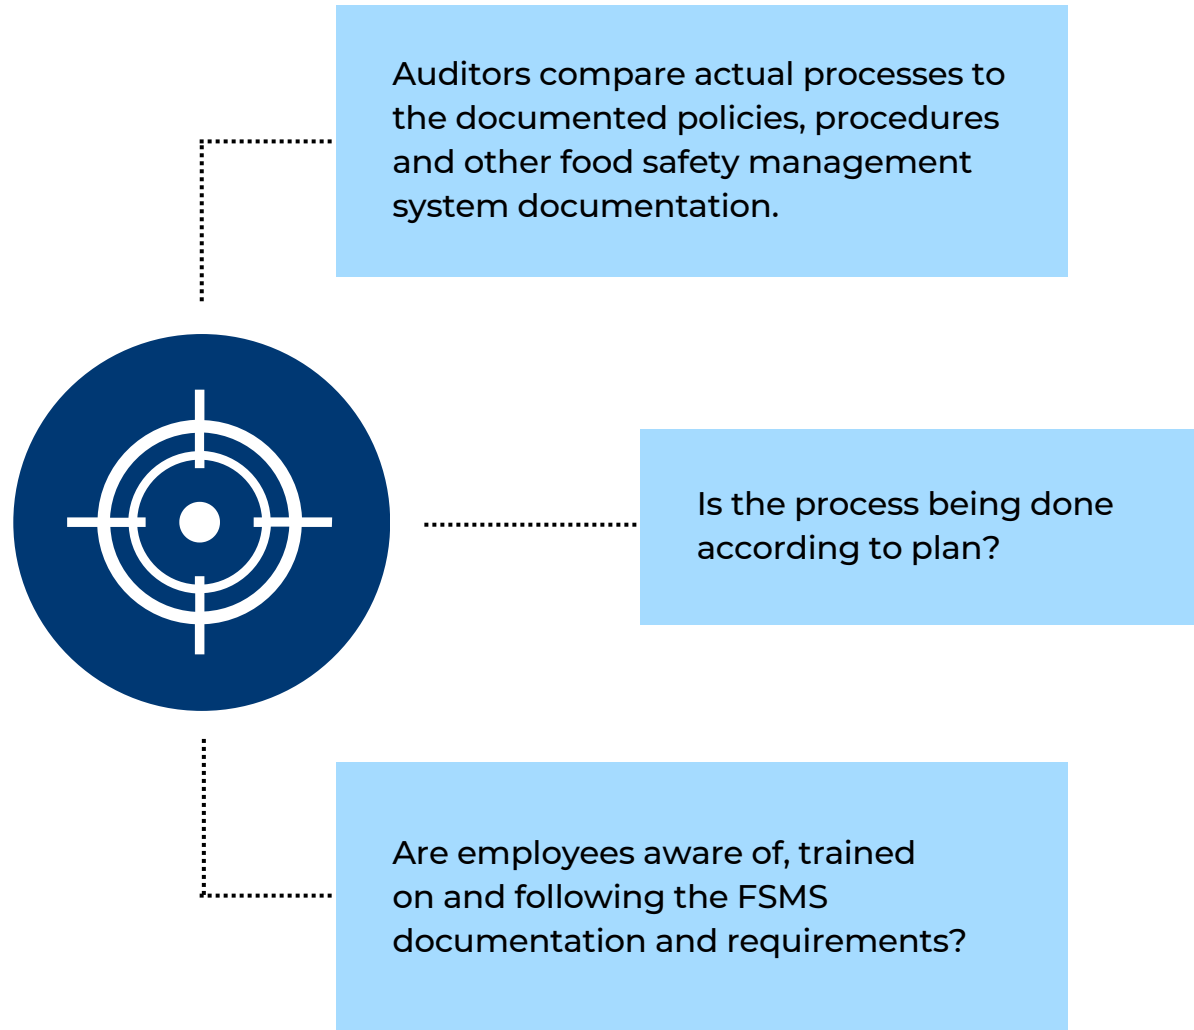 Auditors compare actual processes to
the documented policies, procedures
and other food safety management
system documentation.
Is the process being done
according to plan?
Are employees aware of, trained
on and following the FSMS
documentation and requirements?